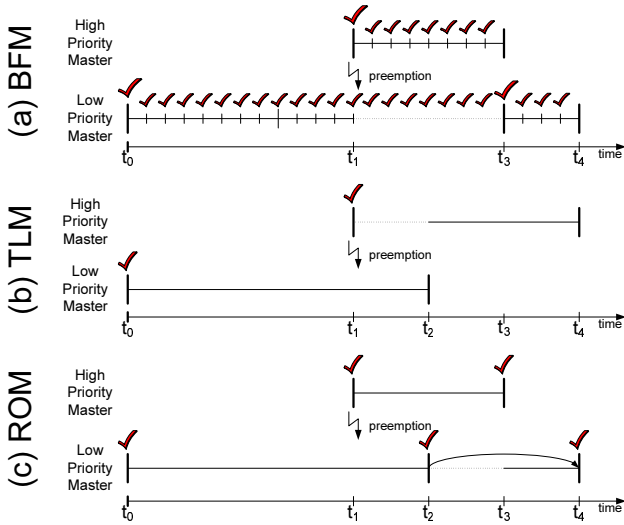 (a) BFM
High
Priority
Master
preemption
Low
Priority
Master
t0 t1 t3 t4 time
(b) TLM
High
Priority
Master
preemption
Low
Priority
Master
t0 t1 t2 t3 t4 time
(c) ROM
High
Priority
Master
preemption
Low
Priority
Master
t0 t1 t2 t3 t4 time